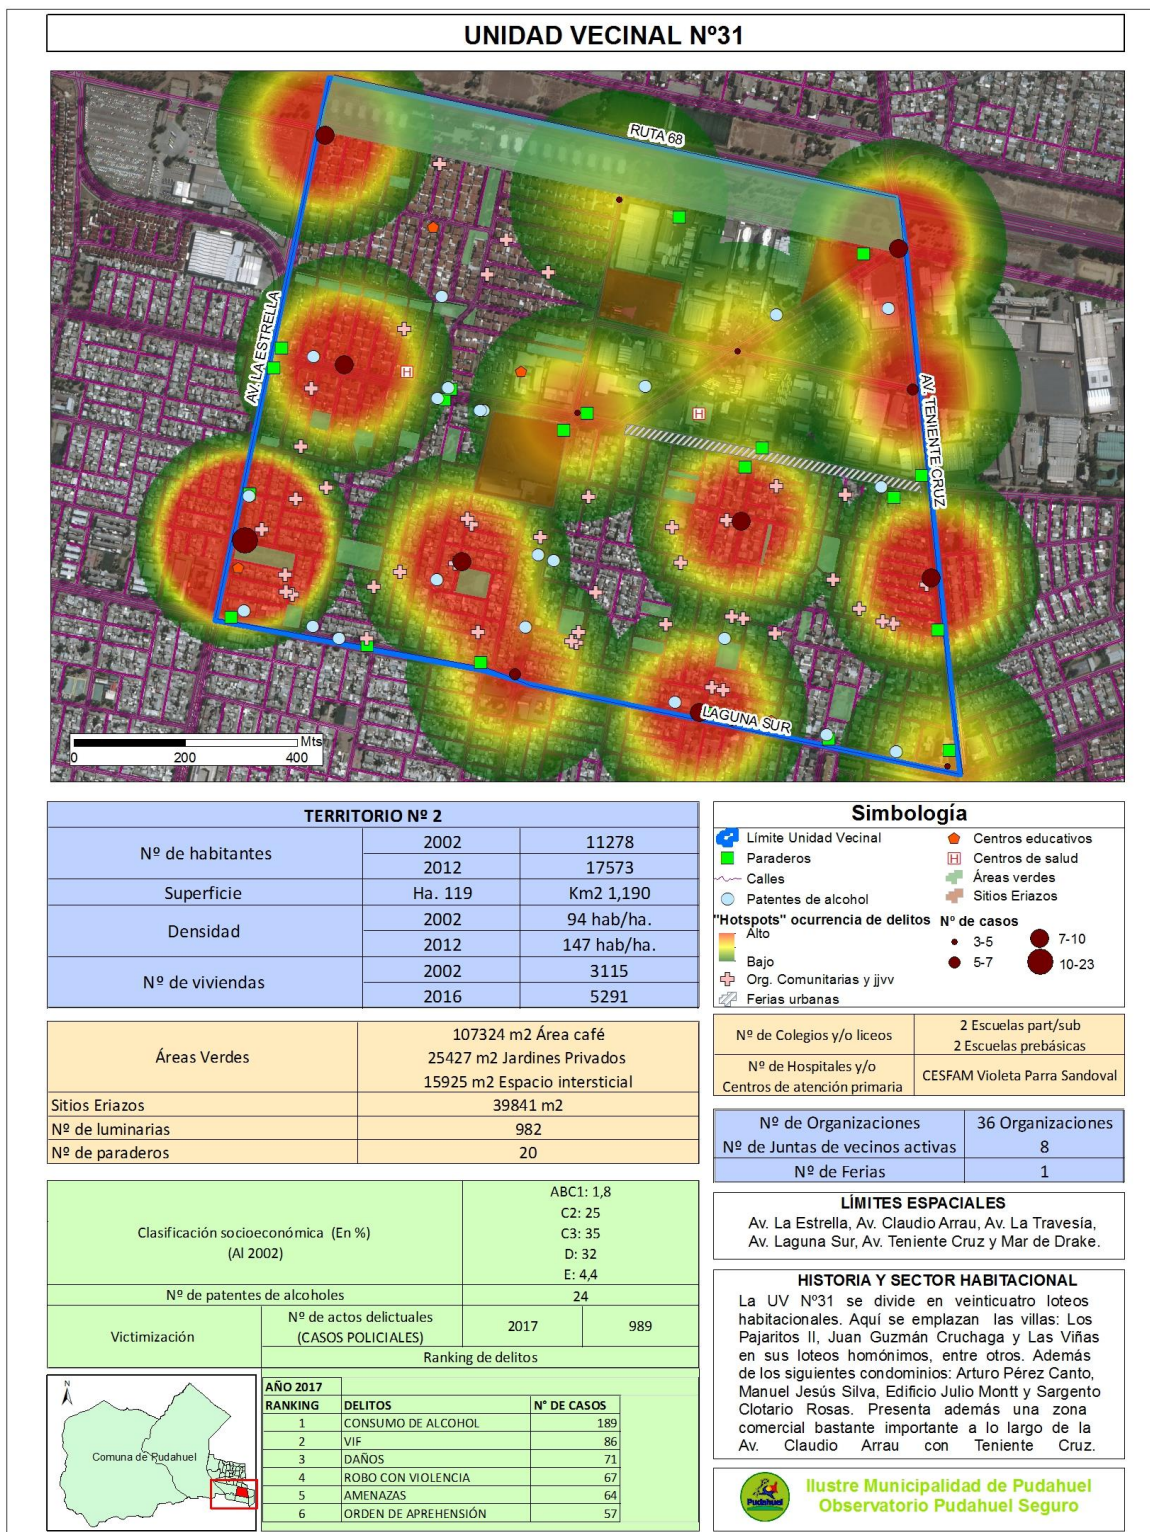 UNIDAD VECINAL Nº31
RUTA 68
AV. LA ESTRELLA
AV. TENIENTE CRUZ
LAGUNA SUR
Mts
0 200 400
TERRITORIO Nº 2
Nº de habitantes
2002 11278
2012 17573
Superficie Ha. 119 Km2 1,190
Densidad
2002 94 hab/ha.
2012 147 hab/ha.
Nº de viviendas
2002 3115
2016 5291
Áreas Verdes
107324 m2 Área café
25427 m2 Jardines Privados
15925 m2 Espacio intersticial
Sitios Eriazos 39841 m2
Nº de luminarias 982
Nº de paraderos 20
Clasificación socioeconómica (En %)
(Al 2002)
ABC1: 1,8
C2: 25
C3: 35
D: 32
E: 4,4
Nº de patentes de alcoholes 24
Victimización
Nº de actos delictuales
(CASOS POLICIALES)
2017 989
Ranking de delitos
N
Comuna de Pudahuel
AÑO 2017
RANKING DELITOS N° DE CASOS
1 CONSUMO DE ALCOHOL 189
2 VIF 86
3 DAÑOS 71
4 ROBO CON VIOLENCIA 67
5 AMENAZAS 64
6 ORDEN DE APREHENSIÓN 57
Simbología
Límite Unidad Vecinal
Paraderos
Calles
Patentes de alcohol
"Hotspots" ocurrencia de delitos
Alto
Bajo
Org. Comunitarias y jjvv
Ferias urbanas
Centros educativos
H Centros de salud
Áreas verdes
Sitios Eriazos
Nº de casos
3-5 7-10
5-7 10-23
Nº de Colegios y/o liceos
2 Escuelas part/sub
2 Escuelas prebásicas
Nº de Hospitales y/o
Centros de atención primaria
CESFAM Violeta Parra Sandoval
Nº de Organizaciones 36 Organizaciones
Nº de Juntas de vecinos activas 8
Nº de Ferias 1
LÍMITES ESPACIALES
Av. La Estrella, Av. Claudio Arrau, Av. La Travesía,
Av. Laguna Sur, Av. Teniente Cruz y Mar de Drake.
HISTORIA Y SECTOR HABITACIONAL
La UV Nº31 se divide en veinticuatro loteos
habitacionales. Aquí se emplazan las villas: Los
Pajaritos II, Juan Guzmán Cruchaga y Las Viñas
en sus loteos homónimos, entre otros. Además
de los siguientes condominios: Arturo Pérez Canto,
Manuel Jesús Silva, Edificio Julio Montt y Sargento
Clotario Rosas. Presenta además una zona
comercial bastante importante a lo largo de la
Av. Claudio Arrau con Teniente Cruz.
Pudahuel
Ilustre Municipalidad de Pudahuel
Observatorio Pudahuel Seguro